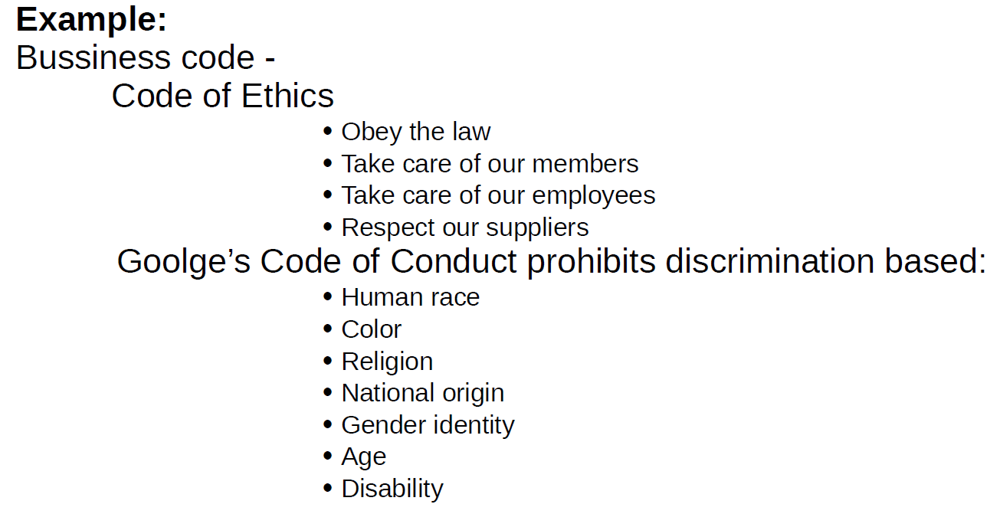 Example:
Bussiness code -
Code of Ethics
• Obey the law
• Take care of our members
• Take care of our employees
• Respect our suppliers
Goolge’s Code of Conduct prohibits discrimination based:
• Human race
• Color
• Religion
• National origin
• Gender identity
• Age
• Disability